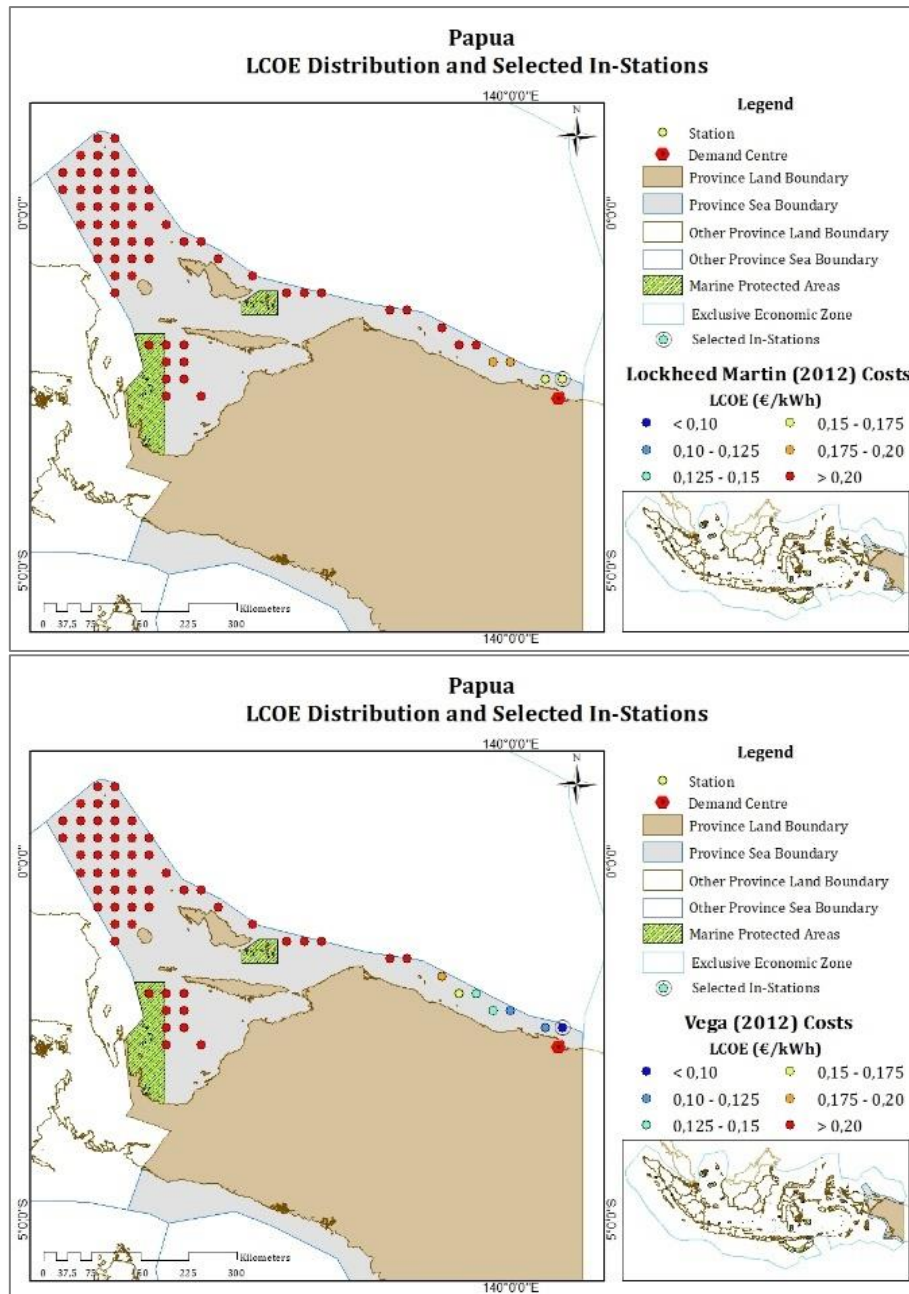 Papua
LCOE Distribution and Selected In-Stations
140°0'0"E
N
0°0'0"
0°0'0"
5°0'0"S
5°0'0"S
Kilometers
0 37,5 75 150 225 300
140°0'0"E
Legend
Station
Demand Centre
Province Land Boundary
Province Sea Boundary
Other Province Land Boundary
Other Province Sea Boundary
Marine Protected Areas
Exclusive Economic Zone
Selected In-Stations
Lockheed Martin (2012) Costs
LCOE (€/kWh)
< 0,10 0,15 - 0,175
0,10 - 0,125 0,175 - 0,20
0,125 - 0,15 > 0,20
Papua
LCOE Distribution and Selected In-Stations
140°0'0"E
N
0°0'0"
0°0'0"
5°0'0"S
5°0'0"S
Kilometers
0 37,5 75 150 225 300
140°0'0"E
Legend
Station
Demand Centre
Province Land Boundary
Province Sea Boundary
Other Province Land Boundary
Other Province Sea Boundary
Marine Protected Areas
Exclusive Economic Zone
Selected In-Stations
Vega (2012) Costs
LCOE (€/kWh)
< 0,10 0,15 - 0,175
0,10 - 0,125 0,175 - 0,20
0,125 - 0,15 > 0,20